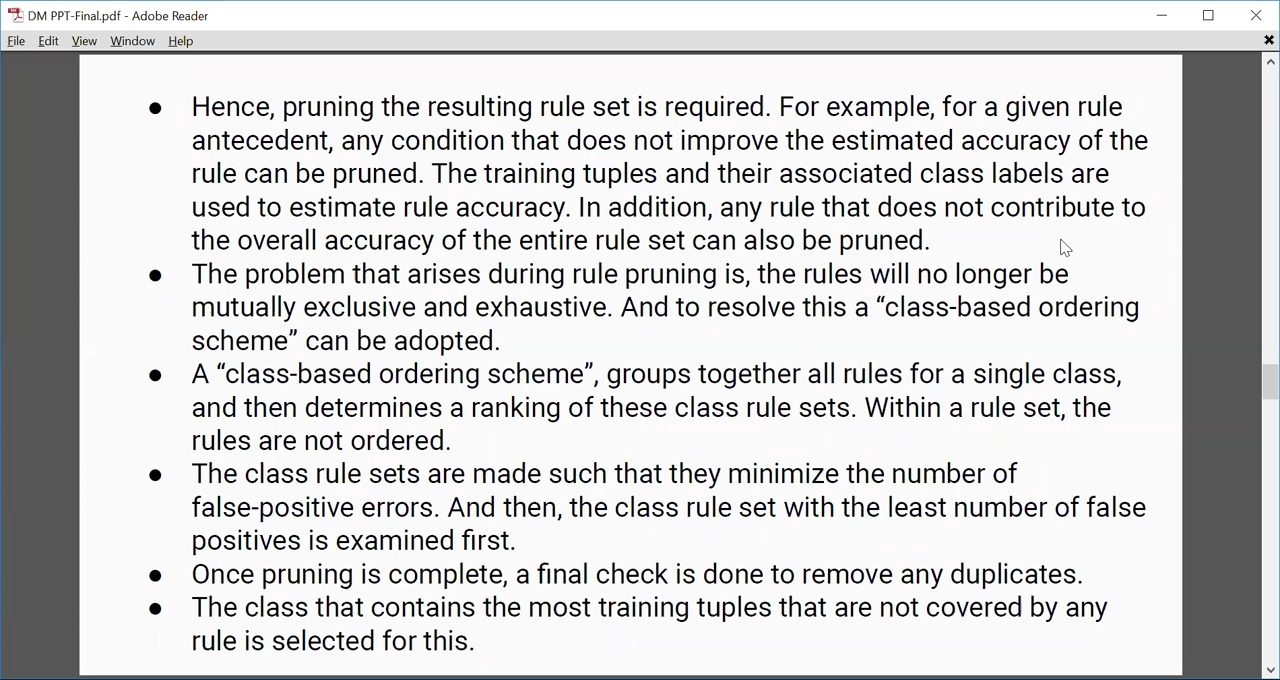 DM PPT-Final.pdf - Adobe Reader
File Edit View Window Help
● Hence, pruning the resulting rule set is required. For example, for a given rule
antecedent, any condition that does not improve the estimated accuracy of the
rule can be pruned. The training tuples and their associated class labels are
used to estimate rule accuracy. In addition, any rule that does not contribute to
the overall accuracy of the entire rule set can also be pruned.
● The problem that arises during rule pruning is, the rules will no longer be
mutually exclusive and exhaustive. And to resolve this a “class-based ordering
scheme” can be adopted.
● A “class-based ordering scheme”, groups together all rules for a single class,
and then determines a ranking of these class rule sets. Within a rule set, the
rules are not ordered.
● The class rule sets are made such that they minimize the number of
false-positive errors. And then, the class rule set with the least number of false
positives is examined first.
● Once pruning is complete, a final check is done to remove any duplicates.
● The class that contains the most training tuples that are not covered by any
rule is selected for this.